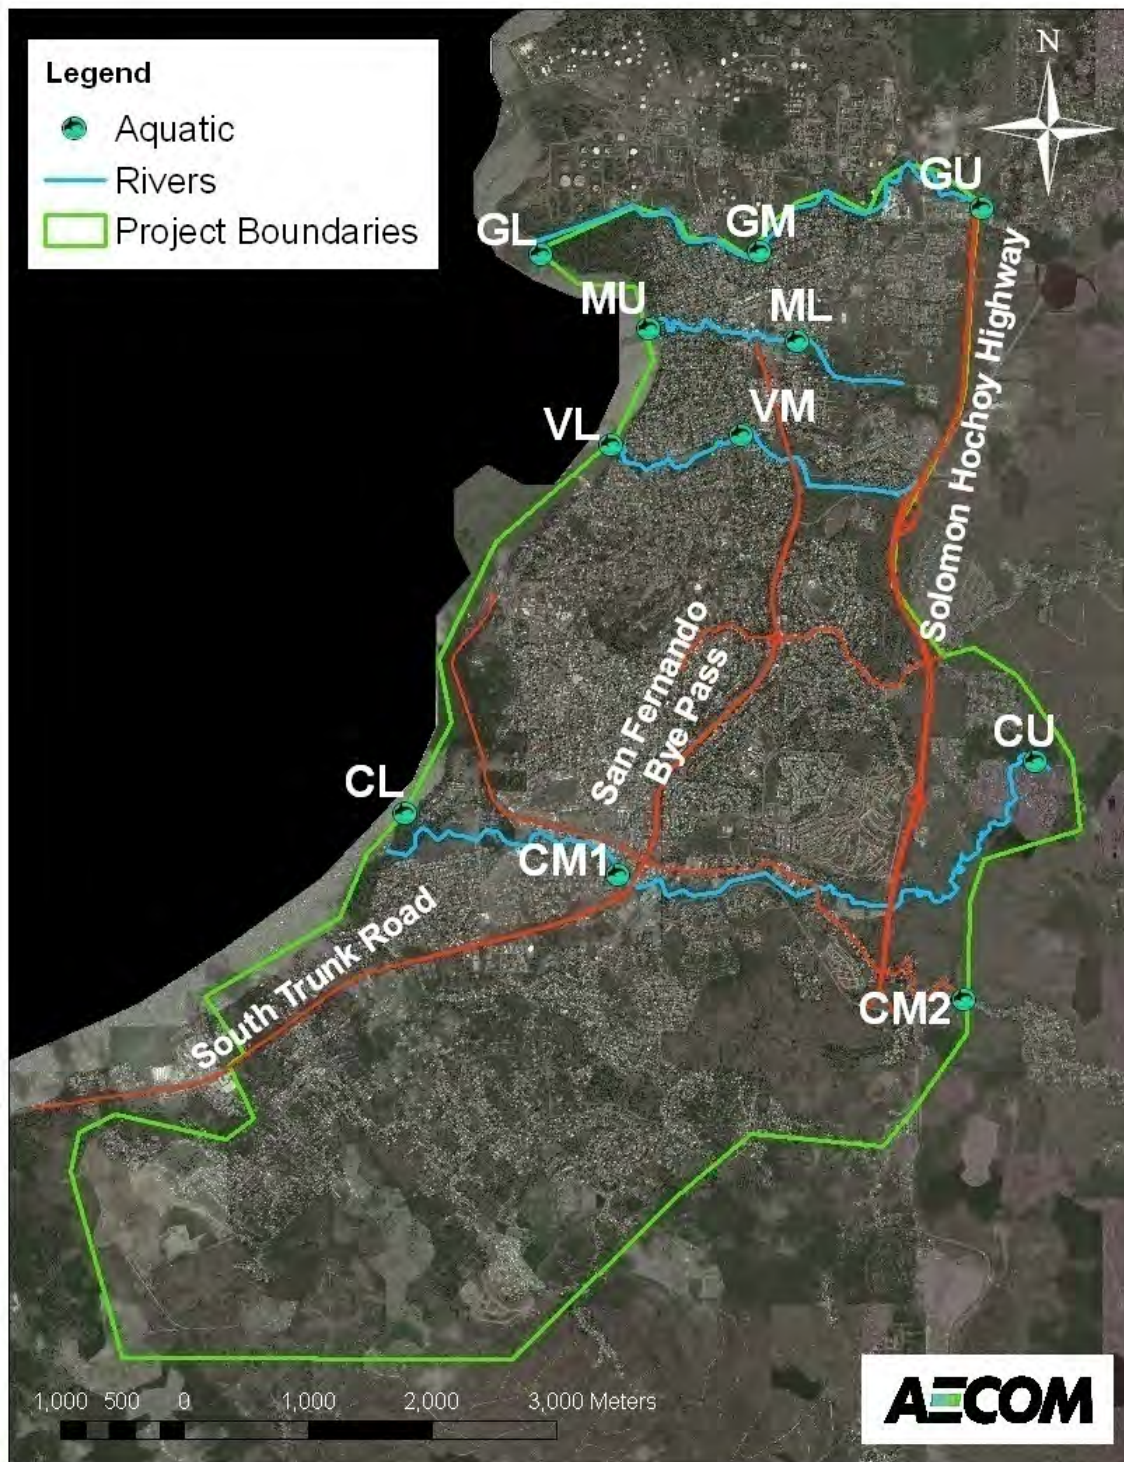 Legend
Aquatic
Rivers
Project Boundaries
N
GU
GL
GM
MU
ML
VL
VM
Solomon Hochoy Highway
San Fernando
Bye Pass
CU
CL
CM1
South Trunk Road
CM2
1,000 500 0 1,000 2,000 3,000 Meters
AECOM